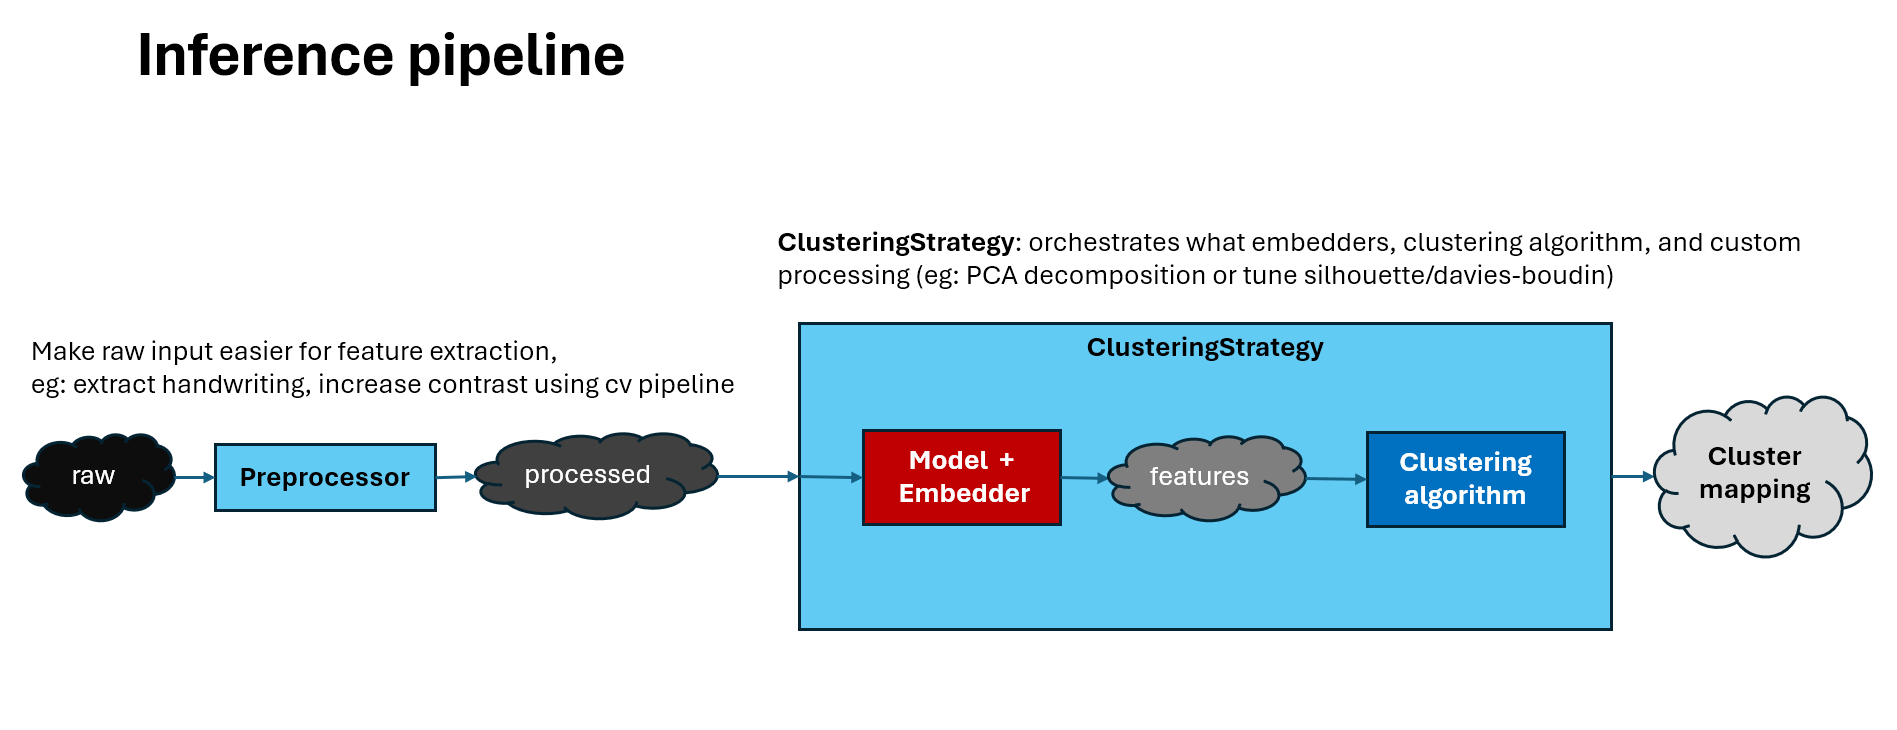 Inference pipeline
ClusteringStrategy: orchestrates what embedders, clustering algorithm, and custom
processing (eg: PCA decomposition or tune silhouette/davies-boudin)
Make raw input easier for feature extraction,
eg: extract handwriting, increase contrast using cv pipeline
ClusteringStrategy
raw
Preprocessor
processed
Model +
Embedder
features
Clustering
algorithm
Cluster
mapping